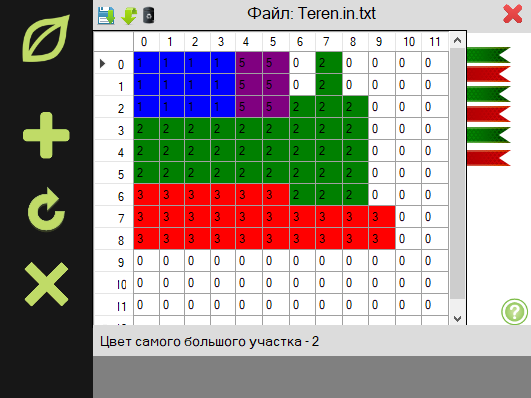 Файл: Teren.in.txt
0 1 2 3 4 5 6 7 8 9 10 11
0 1 1 1 1 5 5 0 2 0 0 0 0
1 1 1 1 1 5 5 0 2 0 0 0 0
2 1 1 1 1 5 5 2 2 2 0 0 0
3 2 2 2 2 2 2 2 2 2 0 0 0
4 2 2 2 2 2 2 2 2 2 0 0 0
5 2 2 2 2 2 2 2 2 2 0 0 0
6 3 3 3 3 3 3 2 2 2 0 0 0
7 3 3 3 3 3 3 3 3 3 3 0 0
8 3 3 3 3 3 3 3 3 3 3 0 0
9 0 0 0 0 0 0 0 0 0 0 0 0
10 0 0 0 0 0 0 0 0 0 0 0 0
11 0 0 0 0 0 0 0 0 0 0 0 0
Цвет самого большого участка - 2